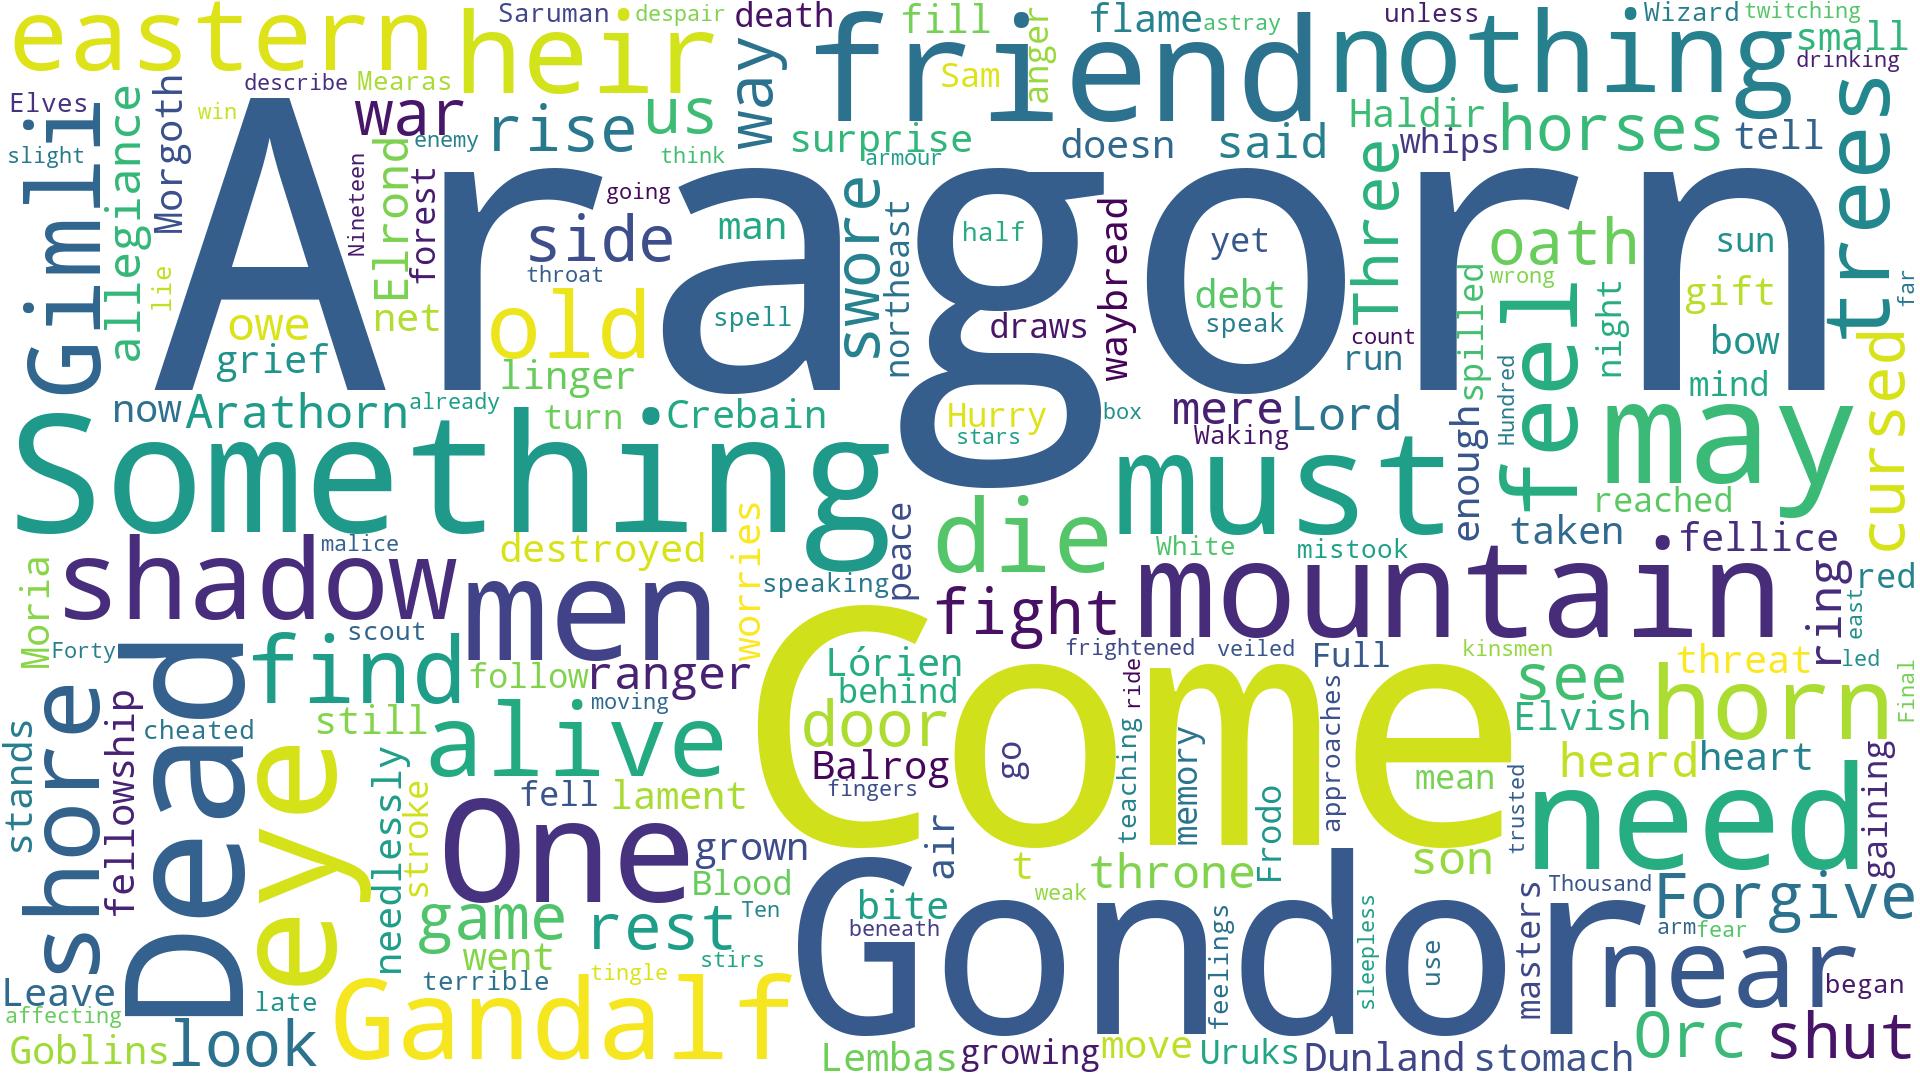 Saruman
despair
death
fill
flame
astray
unless
Wizard
twitching
eastern
heir
way
friend
anger
Sam
nothing
small
drinking
Elves
describe
Mearas
win
war
rise
us
surprise
armour
doesn
said
Haldir
whips
horses
tell
trees
slight
Gimli
allegiance
Morgoth
Nineteen
Elrond
enemy
forest
think
going
Aragorn
side
man
throat
swore
northeast
half
waybread
yet
Three
oath
wrong
sun
far
lie
owe
net
old
spell
draws
debt
speak
count
run
spilled
feel
night
gift
bow
mind
cursed
grief
linger
now
Arathorn
already
turn
Crebain
Hurry
stars
box
mere
Waking
Lord
enough
Hundred
may
reached
Something
must
die
peace
White
mistook
taken
fellice
malice
destroyed
worries
speaking
Moria
shadow
men
fight
mountain
ring
red
east
Forty
scout
find
follow
ranger
moving
Lórien
behind
frightened
veiled
Full
kinsmen
see
threat
led
Final
stands
shore
fellowship
cheated
Dead
eye
still
alive
door
Come
Balrog
fingers
go
teaching
ride
memory
approaches
mean
trusted
Elvish
horn
heard
heart
gaining
needlessly
stroke
fell
lament
One
grown
Blood
air
t
weak
throne
Frodo
son
need
game
went
rest
Ten
stirs
bite
beneath
Gondor
feelings
sleepless
use
masters
Thousand
Forgive
arm
fear
near
began
Leave
affecting
late
terrible
tingle
Gandalf
Goblins
look
Lembas
growing
move
Uruks
Dunland
stomach
Orc
shut